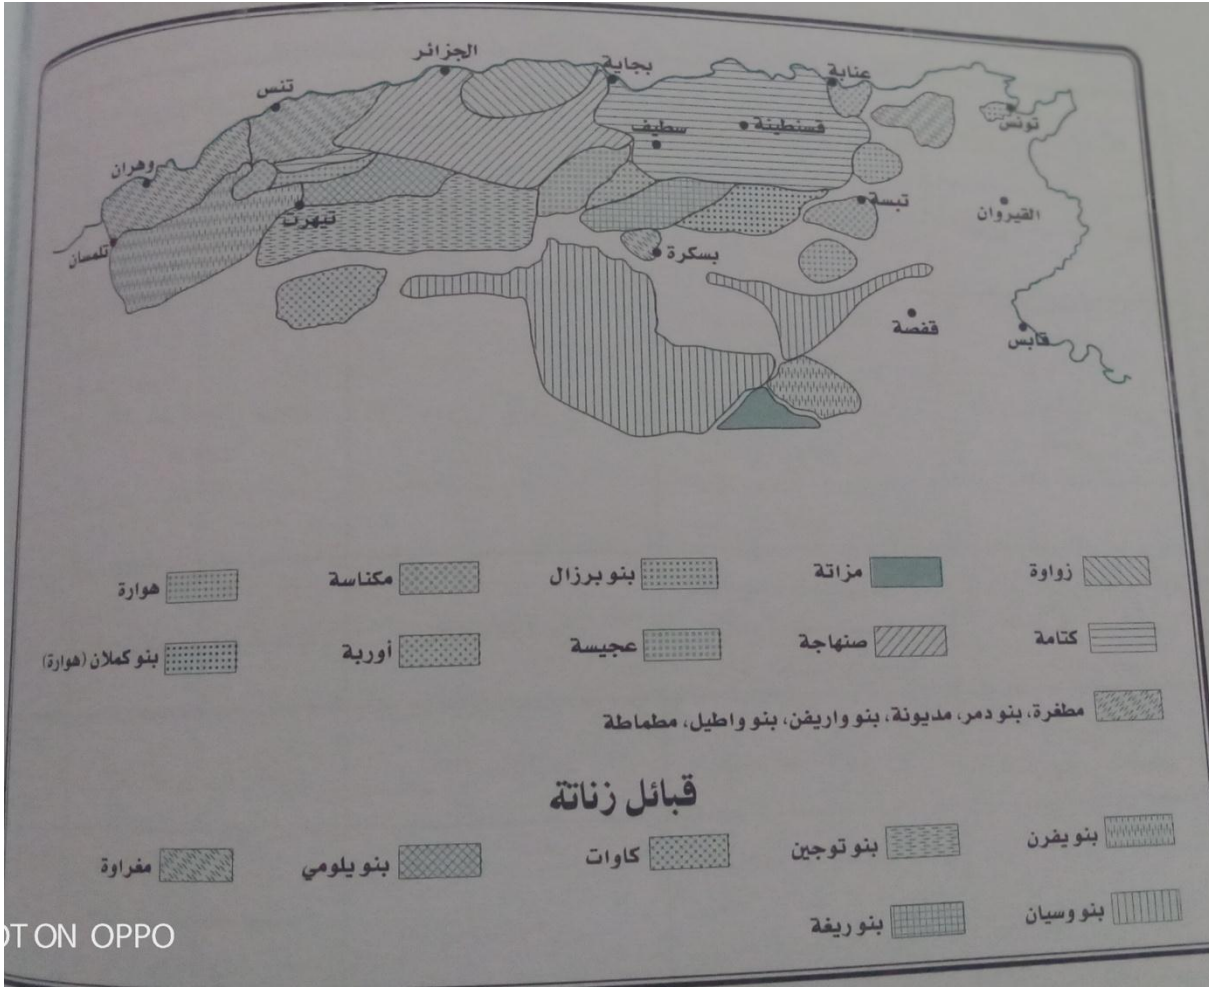 الجزائر
بجاية
عنابة
تنس
تونس
قسنطينة
سطيف
وهران
تبسة
القيروان
تيهرت
تلمسان
بسكرة
قفصة
قابس
زواوة
مزاتة
بنو برزال
مكناسة
هوارة
كتامة
صنهاجة
عجيسة
أوربة
بنو كملان (هوارة)
مطغرة، بنو دمر، مديونة، بنو واريفن، بنو واطيل، مطماطة
قبائل زناتة
بنو يفرن
بنو توجين
كاوات
بنو يلومي
مغراوة
بنو وسيان
بنو ريغة
OT ON OPPO